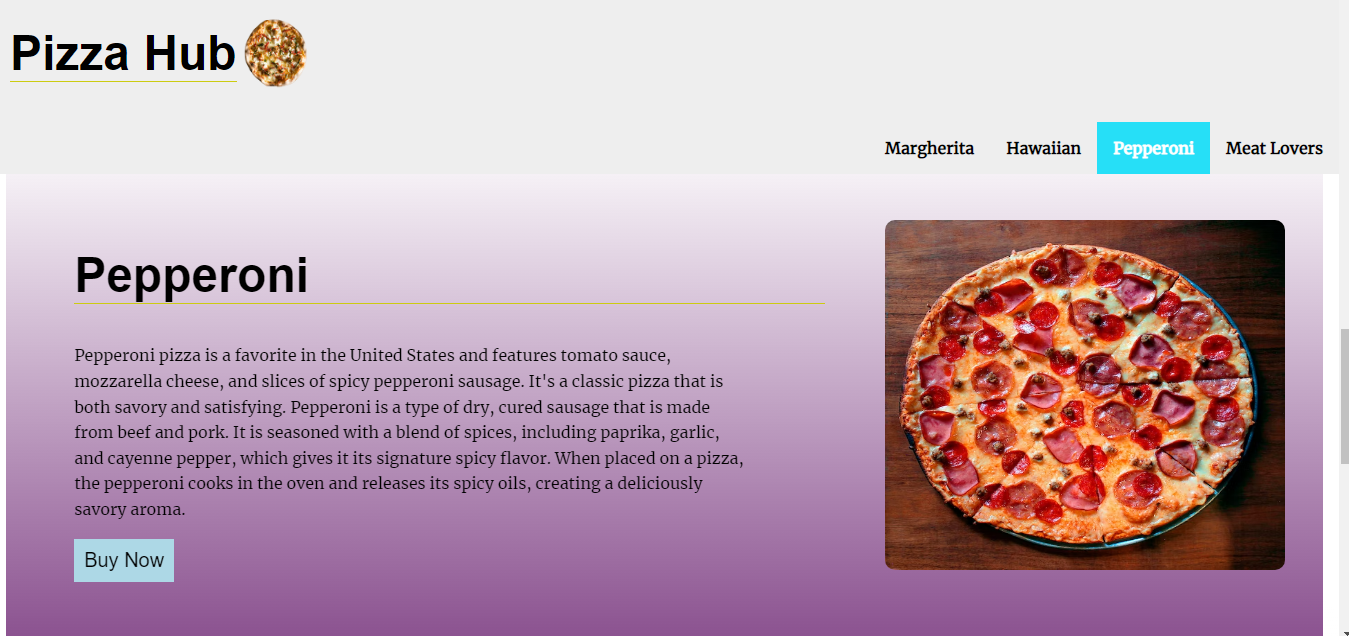 Pizza Hub
Margherita Hawaiian Pepperoni Meat Lovers
Pepperoni
Pepperoni pizza is a favorite in the United States and features tomato sauce,
mozzarella cheese, and slices of spicy pepperoni sausage. It's a classic pizza that is
both savory and satisfying. Pepperoni is a type of dry, cured sausage that is made
from beef and pork. It is seasoned with a blend of spices, including paprika, garlic,
and cayenne pepper, which gives it its signature spicy flavor. When placed on a pizza,
the pepperoni cooks in the oven and releases its spicy oils, creating a deliciously
savory aroma.
Buy Now